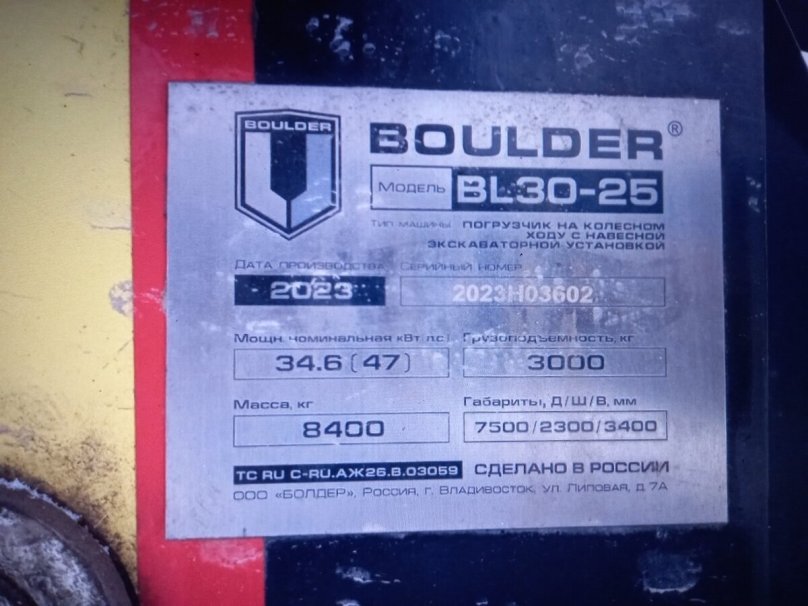 BOULDER
BOULDER®
Модель BL30-25
Тип машины ПОГРУЗЧИК НА КОЛЕСНОМ
ХОДУ С НАВЕСНОЙ
ЭКСКАВАТОРНОЙ УСТАНОВКОЙ
Дата производства Серийный номер
2023 2023H03602
Мощн. номинальная кВт лс Грузоподъемность, кг
34.6 (47) 3000
Масса, кг Габариты, Д/Ш/В, мм
8400 7500/2300/3400
TC RU C-RU.АЖ26.В.03059 СДЕЛАНО В РОССИИ
ООО «БОЛДЕР», Россия, г. Владивосток, ул. Липовая, д. 7А